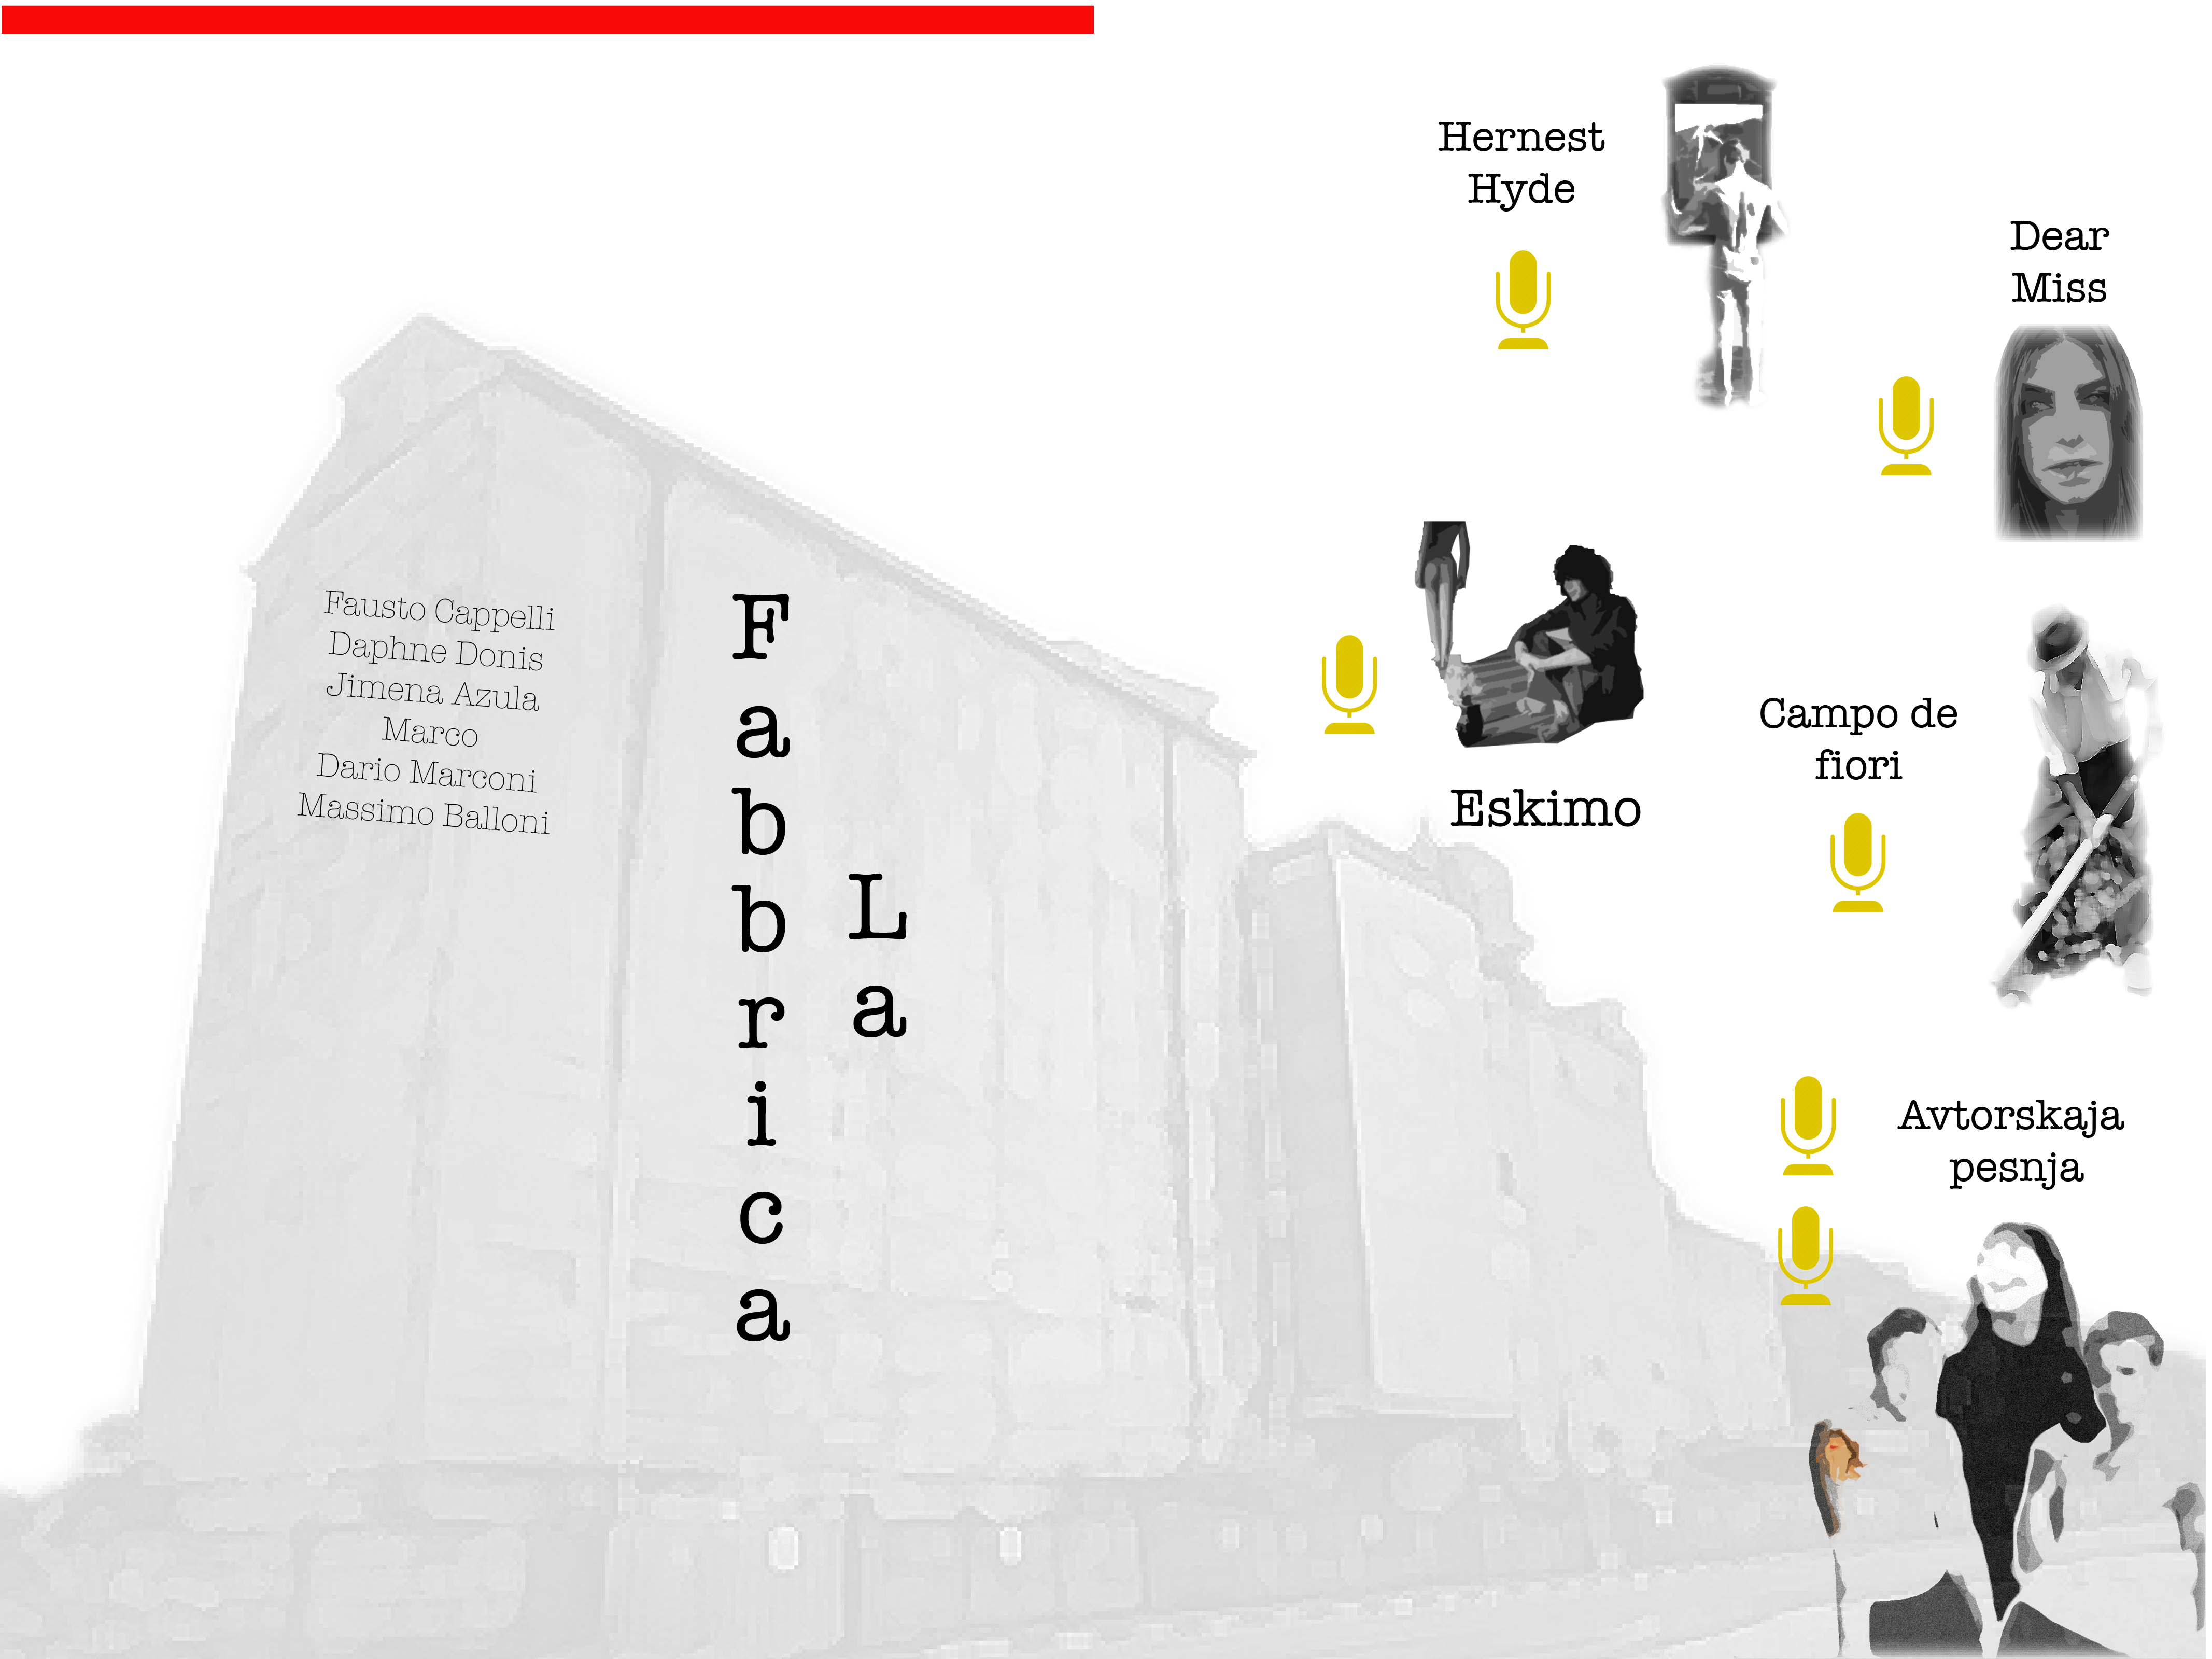 Hernest
Hyde
Dear
Miss
Fausto Cappelli
Daphne Donis
Jimena Azula
Marco
Dario Marconi
Massimo Balloni
La
Fabbrica
Eskimo
Campo de
fiori
Avtorskaja
pesnja